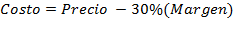 Costo = Precio − 30%(Margen)